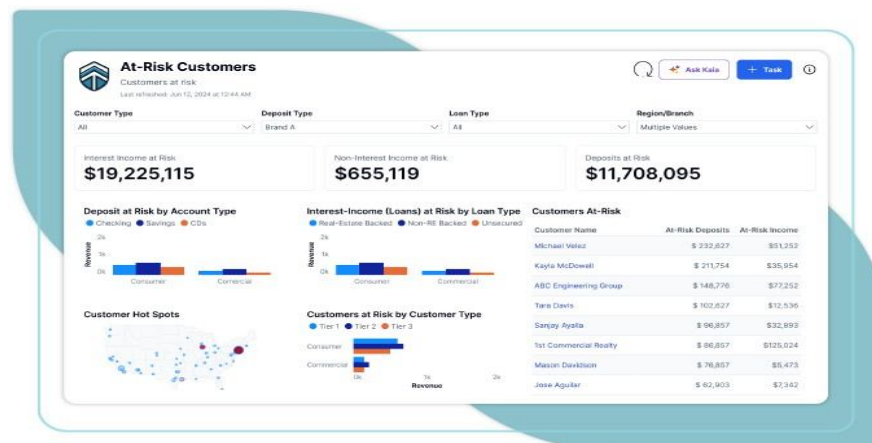 At-Risk Customers
Customers at risk
Last refreshed: Jun 12, 2024 at 12:44 AM
Ask Kaia
+ Task
Customer Type
Deposit Type
Loan Type
Region/Branch
All
Brand A
All
Multiple Values
Interest Income at Risk
Non-Interest Income at Risk
Deposits at Risk
$19,225,115
$655,119
$11,708,095
Deposit at Risk by Account Type
Checking Savings CDs
2k
1k
0k
Revenue
Consumer
Comercial
Interest-Income (Loans) at Risk by Loan Type
Real-Estate Backed Non-RE Backed Unsecured
2k
1k
0k
Revenue
Consumer
Commercial
Customers At-Risk
Customer Name At-Risk Deposits At-Risk Income
Michael Velez $ 232,627 $51,252
Kayla McDowell $ 211,754 $35,954
ABC Engineering Group $ 146,776 $77,252
Tara Davis $ 102,627 $12,536
Sanjay Ayalla $ 96,857 $32,893
1st Commercial Realty $ 86,857 $125,024
Mason Davidson $ 76,857 $5,473
Jose Aguilar $ 62,903 $7,342
Customer Hot Spots
Customers at Risk by Customer Type
Tier 1 Tier 2 Tier 3
Consumer
Commercial
0k 1k 2k
Revenue